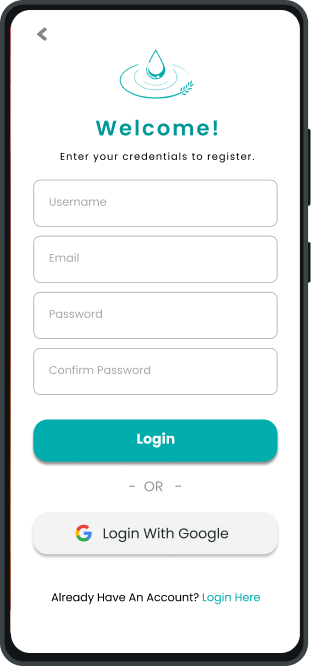 Welcome!
Enter your credentials to register.
Username
Email
Password
Confirm Password
Login
- OR -
Login With Google
Already Have An Account? Login Here